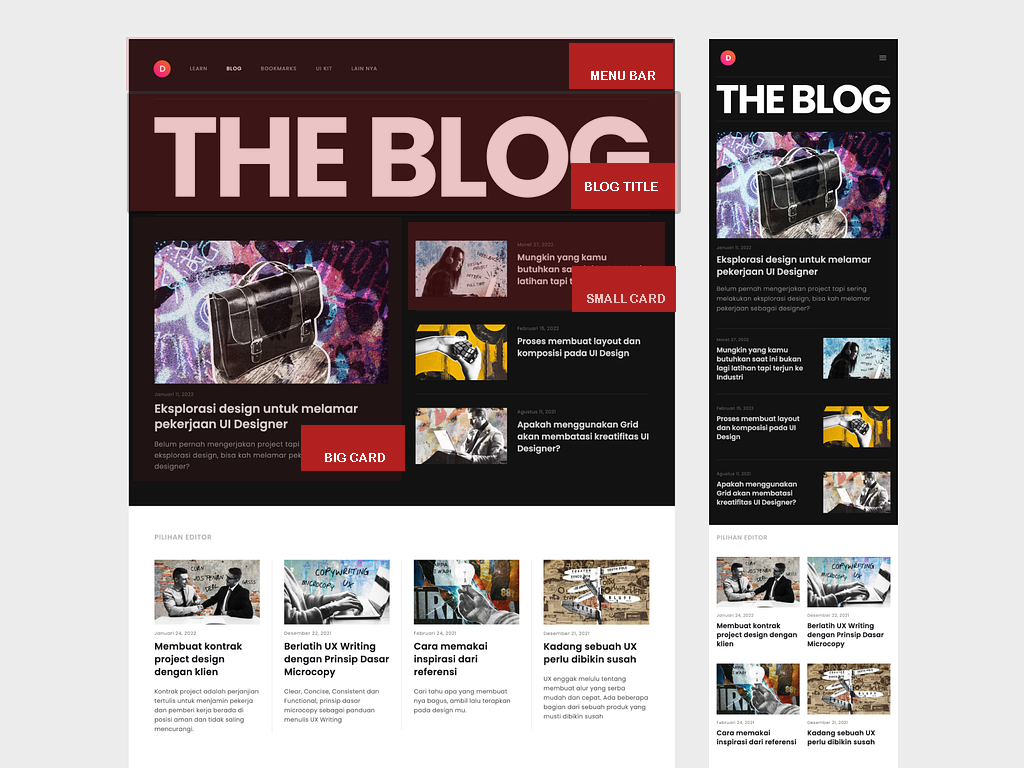 D
LEARN
BLOG
BOOKMARKS
UI KIT
LAIN NYA
MENU BAR
THE BLOG
BLOG TITLE
Januari 11, 2022
Eksplorasi design untuk melamar
pekerjaan UI Designer
Belum pernah mengerjakan project tapi
eksplorasi design, bisa kah melamar
designer?
BIG CARD
Maret 27, 2022
Mungkin yang kamu
butuhkan
latihan tapi
SMALL CARD
Februari 15, 2022
Proses membuat layout dan
komposisi pada UI Design
Agustus 11, 2021
Apakah menggunakan Grid
akan membatasi kreatifitas UI
Designer?
PILIHAN EDITOR
Januari 24, 2022
Membuat kontrak
project design
dengan klien
Kontrak project adalah perjanjian
tertulis untuk menjamin pekerja
dan pemberi kerja berada di
posisi aman dan tidak saling
mencurangi.
COPYWRITING
MICROCOPY UX
Desember 22, 2021
Berlatih UX Writing
dengan Prinsip Dasar
Microcopy
Clear, Concise, Consistent dan
Functional, prinsip dasar
microcopy sebagai panduan
menulis UX Writing
Februari 24, 2021
Cara memakai
inspirasi dari
referensi
Cari tahu apa yang membuat
nya bagus, ambil lalu terapkan
pada design mu.
Desember 21, 2021
Kadang sebuah UX
perlu dibikin susah
UX enggak melulu tentang
membuat alur yang serba
mudah dan cepat. Ada beberapa
bagian dari sebuah produk yang
musti dibikin susah
D
THE BLOG
Januari 11, 2022
Eksplorasi design untuk melamar
pekerjaan UI Designer
Belum pernah mengerjakan project tapi sering
melakukan eksplorasi design, bisa kah melamar
pekerjaan sebagai designer?
Maret 27, 2022
Mungkin yang kamu
butuhkan saat ini bukan
lagi latihan tapi terjun ke
Industri
Februari 15, 2022
Proses membuat layout
dan komposisi pada UI
Design
Agustus 11, 2021
Apakah menggunakan
Grid akan membatasi
kreatifitas UI Designer?
PILIHAN EDITOR
Januari 24, 2022
Membuat kontrak
project design dengan
klien
Desember 22, 2021
Berlatih UX Writing
dengan Prinsip Dasar
Microcopy
Februari 24, 2021
Cara memakai
inspirasi dari referensi
Desember 21, 2021
Kadang sebuah UX
perlu dibikin susah